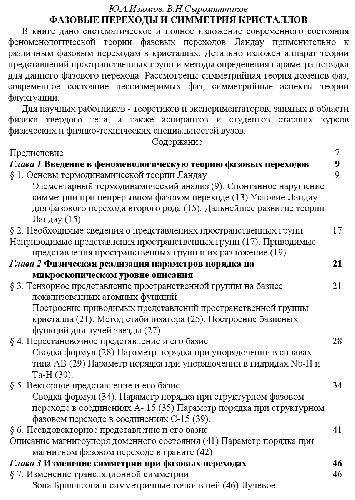 Ю.А.Изюмов, В.Н.Сыромятников
ФАЗОВЫЕ ПЕРЕХОДЫ И СИММЕТРИЯ КРИСТАЛЛОВ
В книге дано систематическое и полное изложение современного состояния
феноменологической теории фазовых переходов Ландау применительно к
различным фазовым переходам в кристаллах. Детально изложен аппарат теории
представлений пространственных групп и методы определения параметра порядка
для данного фазового перехода. Рассмотрены симметрийная теория доменов фаз,
современное состояние несоизмеримых фаз, симметрийные аспекты теории
флуктуации.
Для научных работников - теоретиков и экспериментаторов, занятых в области
физики твердого тела, а также аспирантов и студентов старших курсов
физических и физико-технических специальностей вузов.
Содержание
Предисловие 7
Глава 1 Введение в феноменологическую теорию фазовых переходов 9
§ 1. Основы термодинамической теории Ландау 9
Элементарный термодинамический анализ (9). Спонтанное нарушение
симметрии при непрерывном фазовом переходе (13) Условие Ландау
для фазового перехода второго рода (15). Дальнейшее развитие теории
Ландау (15)
§ 2. Необходимые сведения о представлениях пространственных групп 17
Неприводимые представления пространственных групп (17). Приводимые
представления пространственных групп и их разложение (19)
Глава 2 Физическая реализация параметров порядка на 21
микроскопическом уровне описания
§ 3. Тензорное представление пространственной группы на базисе 21
локализованных атомных функций
Построение приводимых представлений пространственной группы
кристалла (21). Метод стабилизатора (25). Построение базисных
функций для лучей звезды (27)
§ 4. Перестановочное представление и его базис 28
Сводка формул (28) Параметр порядка при упорядочении в сплавах
типа АВ (29) Параметр порядка при упорядочении в гидридах Nb-H и
Ta-H (30).
§ 5. Векторное представление и его базис 34
Сводка формул (34). Параметр порядка при структурном фазовом
переходе в соединениях А-15 (35) Параметр порядка при структурном
фазовом переходе в соединениях С-15 (39).
§ 6. Псевдовекторное представление и его базис 41
Описание магнитоупорядоченного состояния (41) Параметр порядка при
магнитном фазовом переходе в гранате (42)
Глава 3 Изменение симметрии при фазовых переходах 46
§ 7. Изменение трансляционной симметрии 46
Зоны Бриллюэна и симметричные точки в ней (46) Лучевое